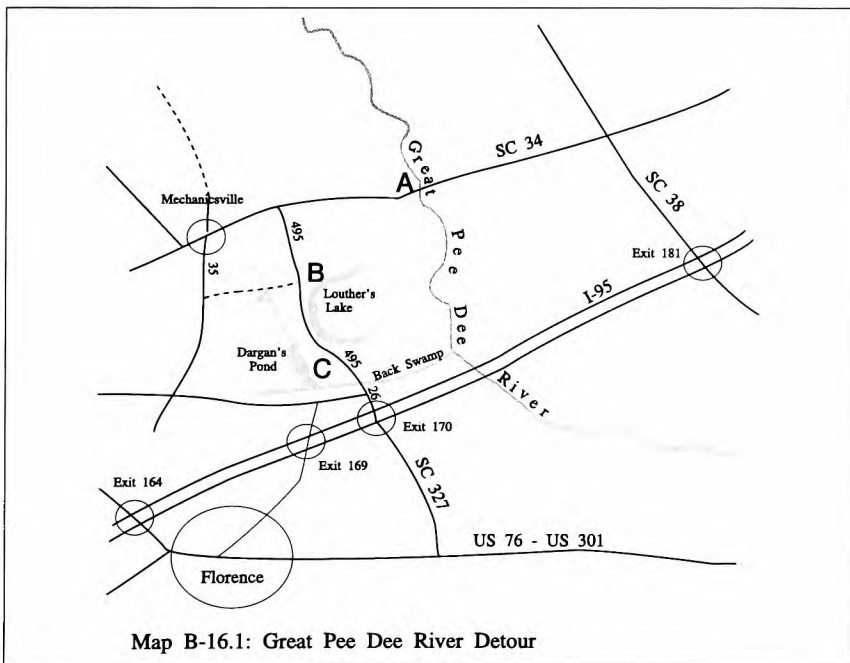 Great
Pee
Dee
River
SC 34
A
SC 38
Mechanicsville
495
Exit 181
35
B
I-95
Louther's
Lake
Dargan's
Pond
C
495
Back Swamp
26
Exit 170
Exit 169
Exit 164
SC 327
US 76 - US 301
Florence
Map B-16.1: Great Pee Dee River Detour